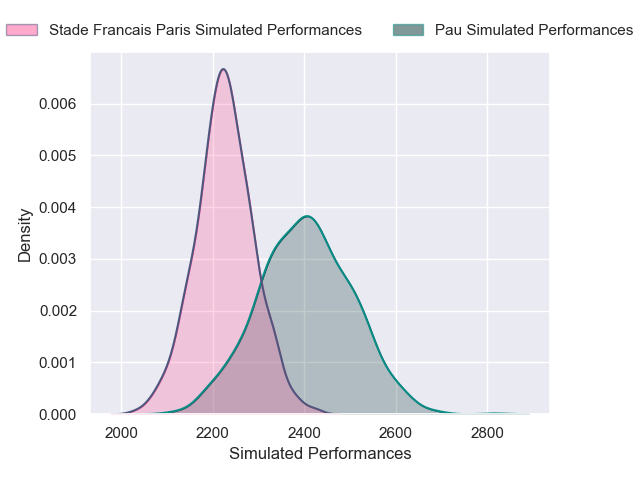 Stade Francais Paris Simulated Performances Pau Simulated Performances
0.006
0.005
0.004
0.003
0.002
0.001
0.000
Density
2000 2200 2400 2600 2800
Simulated Performances